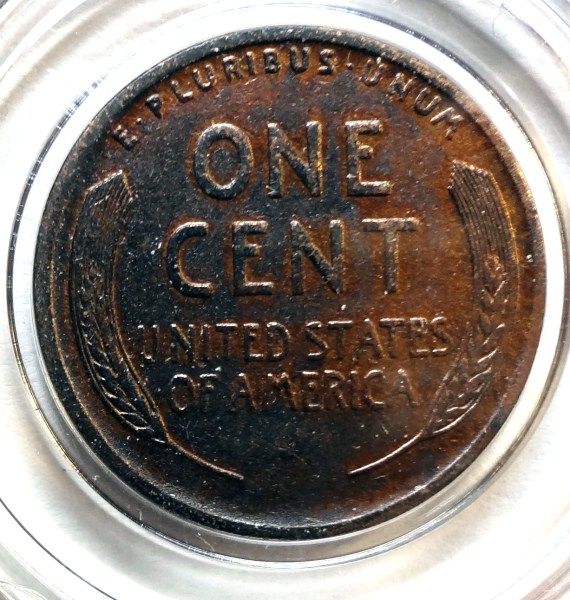 E·PLURIBUS·UNUM
ONE
CENT
UNITED STATES
OF AMERICA